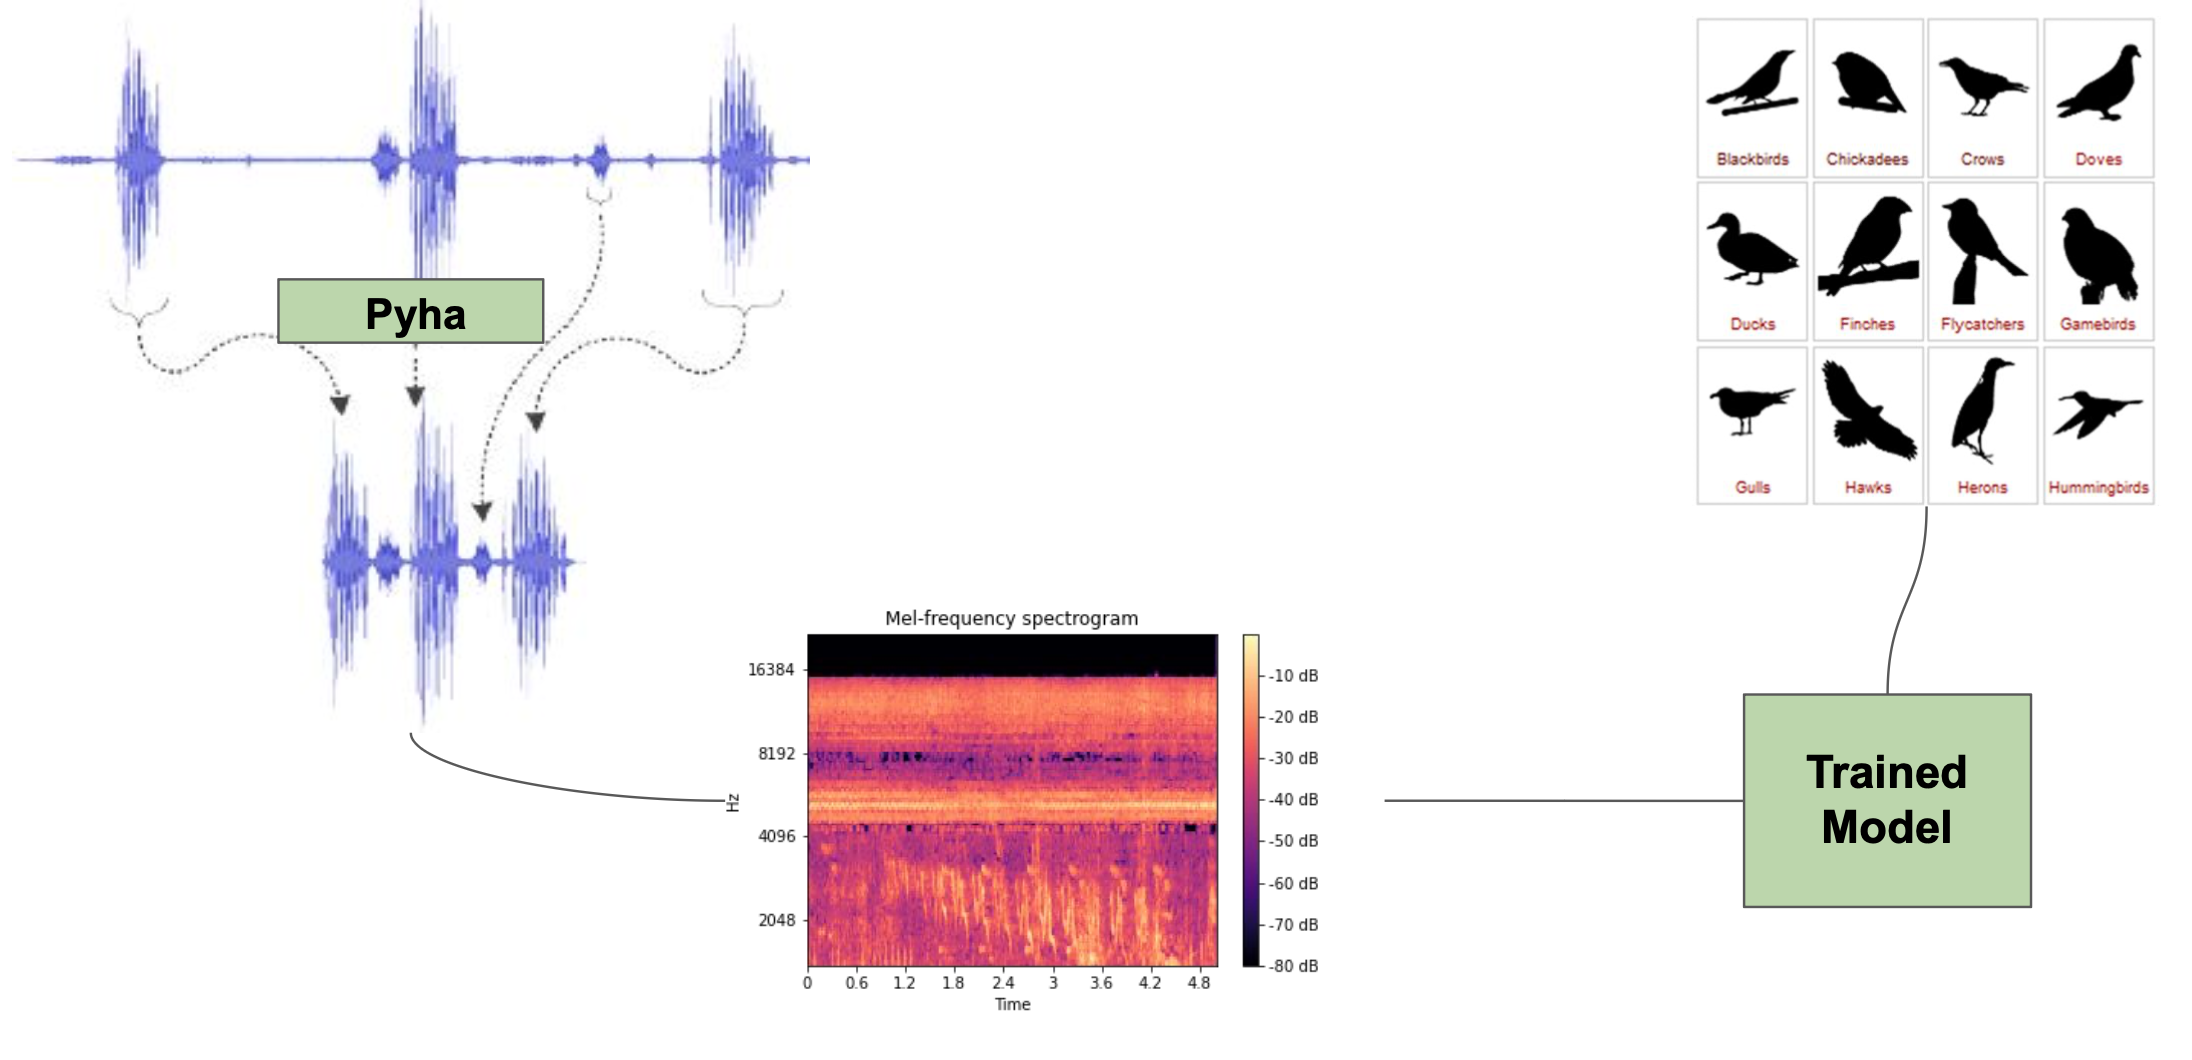 Blackbirds Chickadees Crows Doves
Ducks Finches Flycatchers Gamebirds
Gulls Hawks Herons Hummingbirds
Pyha
Mel-frequency spectrogram
16384
8192
4096
2048
Hz
0 0.6 1.2 1.8 2.4 3 3.6 4.2 4.8
Time
-10 dB
-20 dB
-30 dB
-40 dB
-50 dB
-60 dB
-70 dB
-80 dB
Trained
Model